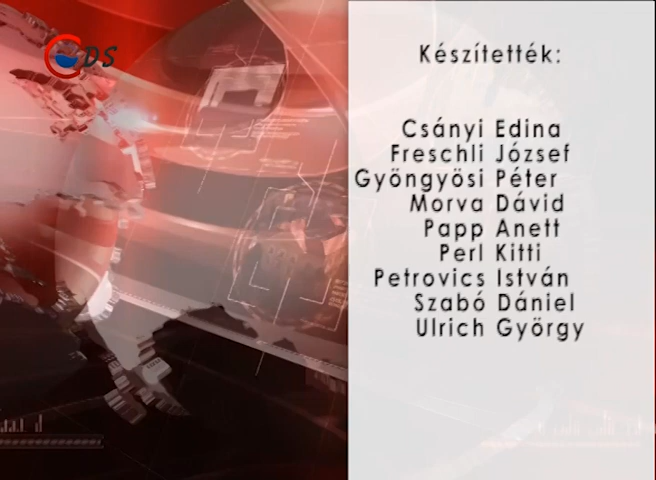 CDS
Készítették:
Csányi Edina
Freschli József
Gyöngyösi Péter
Morva Dávid
Papp Anett
Perl Kitti
Petrovics István
Szabó Dániel
Ulrich György